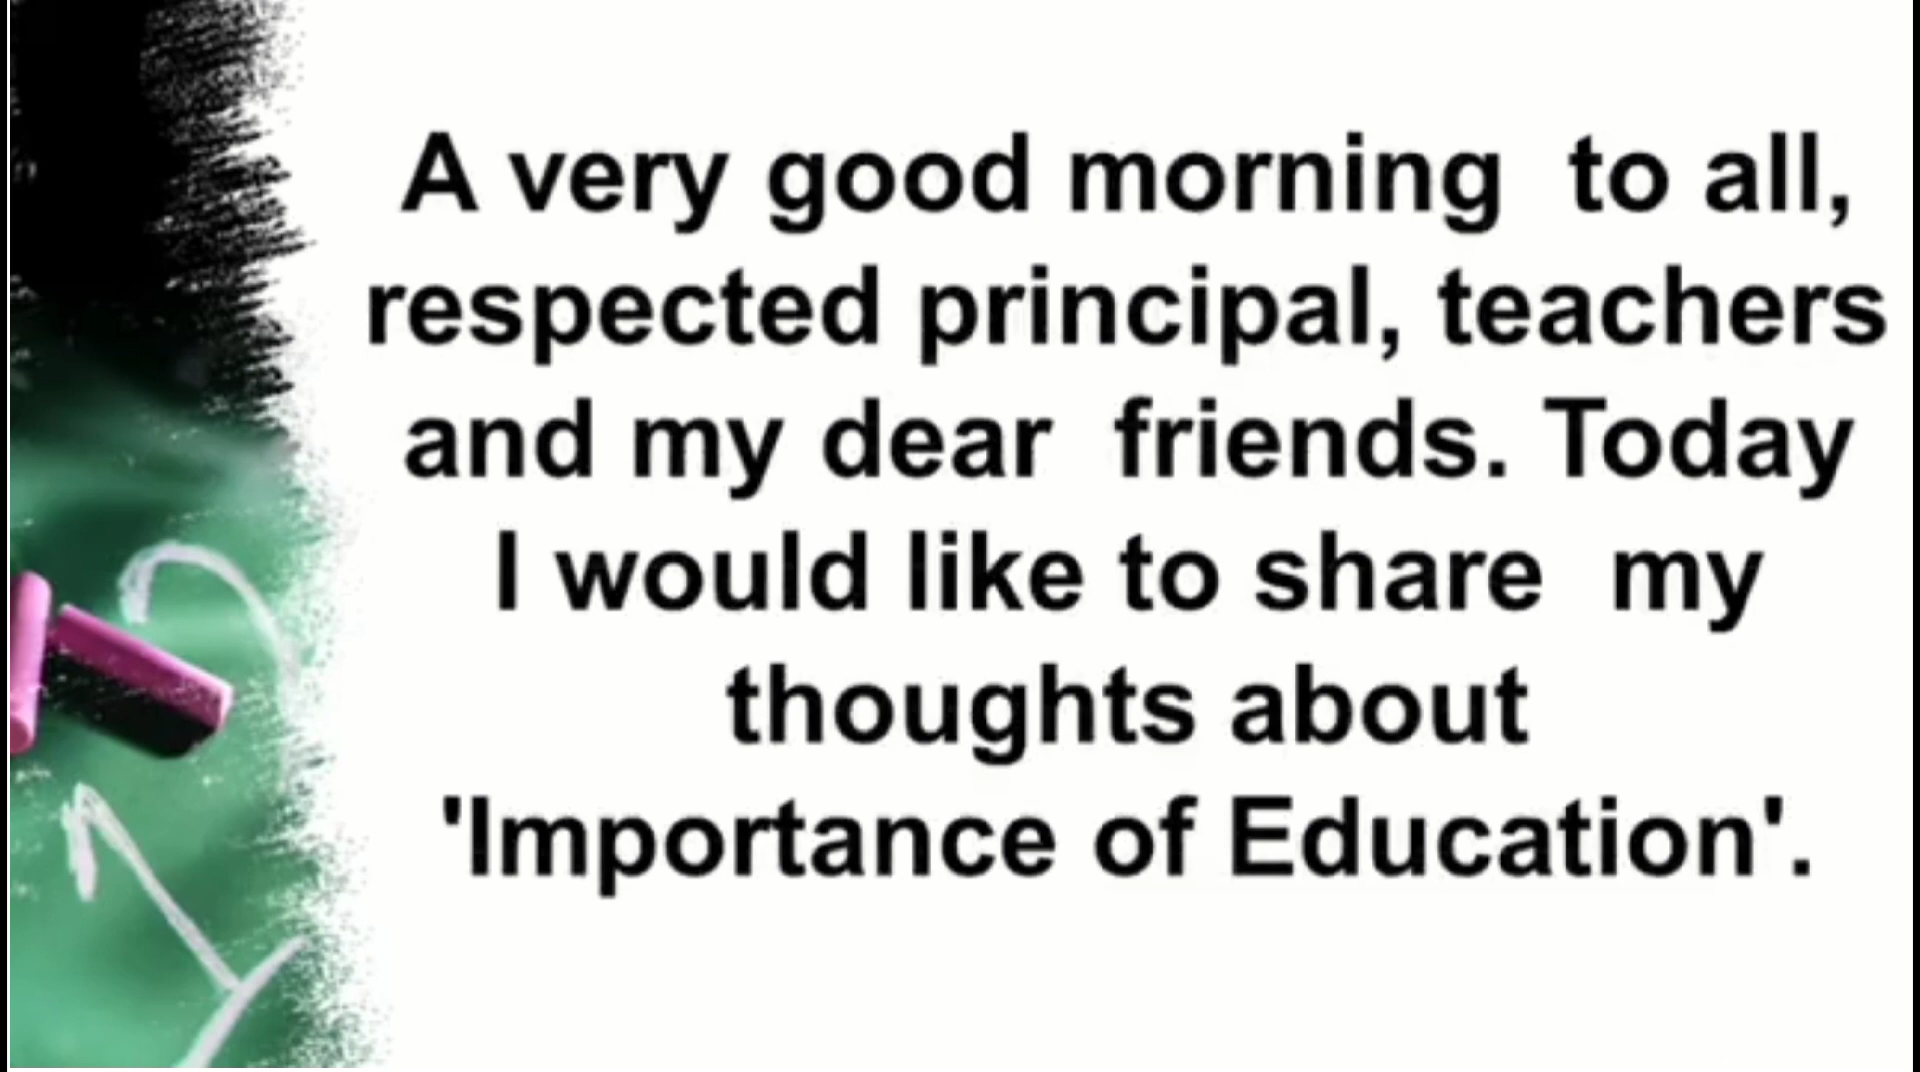 A very good morning  to all,
respected principal, teachers
and my dear  friends. Today
I would like to share  my
thoughts about
'Importance of Education'.